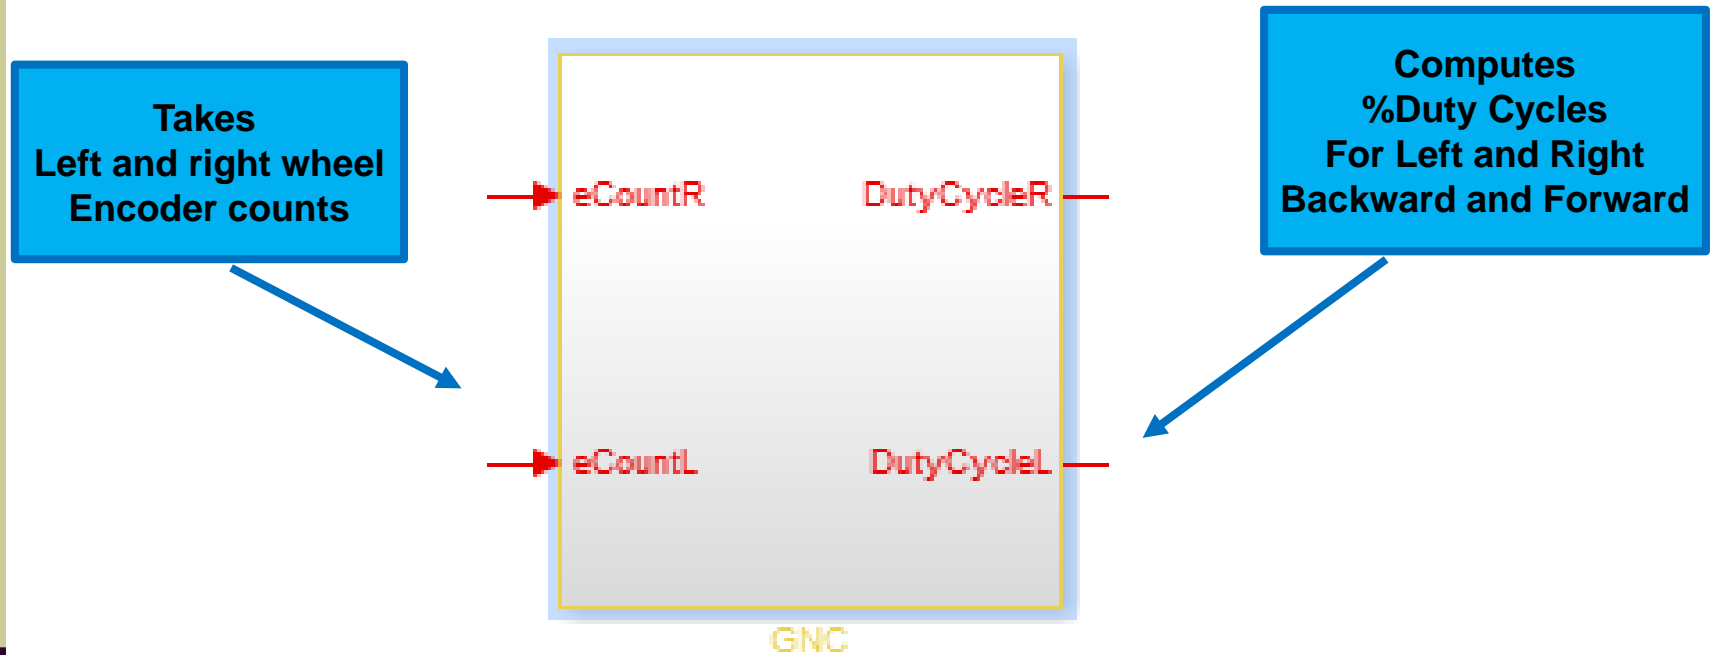 Takes
Left and right wheel
Encoder counts
Computes
%Duty Cycles
For Left and Right
Backward and Forward
eCountR
DutyCycleR
eCountL
DutyCycleL
GNC